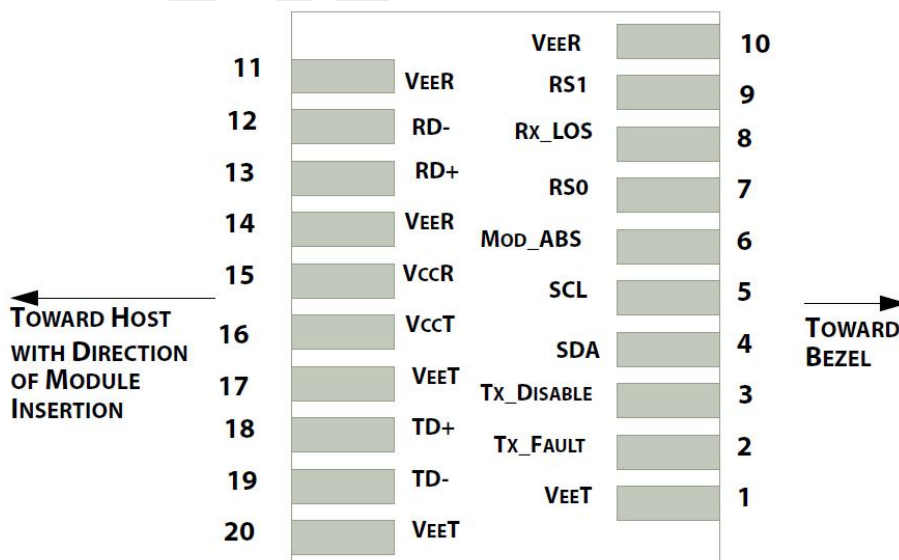 VEER 10
11 VEER
RS1 9
12 RD-
RX_LOS 8
13 RD+
RS0 7
14 VEER
MOD_ABS 6
15 VCCR
SCL 5
TOWARD HOST
WITH DIRECTION
OF MODULE
INSERTION
TOWARD
BEZEL
16 VCCT
SDA 4
17 VEET
TX_DISABLE 3
18 TD+
TX_FAULT 2
19 TD-
VEET 1
20 VEET